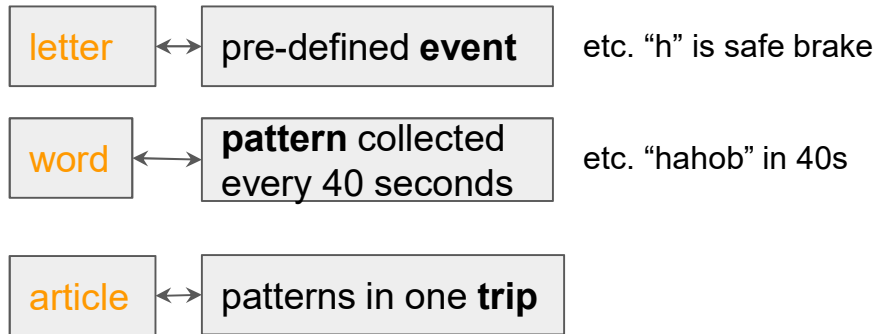 letter pre-defined event etc. “h” is safe brake
word pattern collected
every 40 seconds etc. “hahob” in 40s
article patterns in one trip